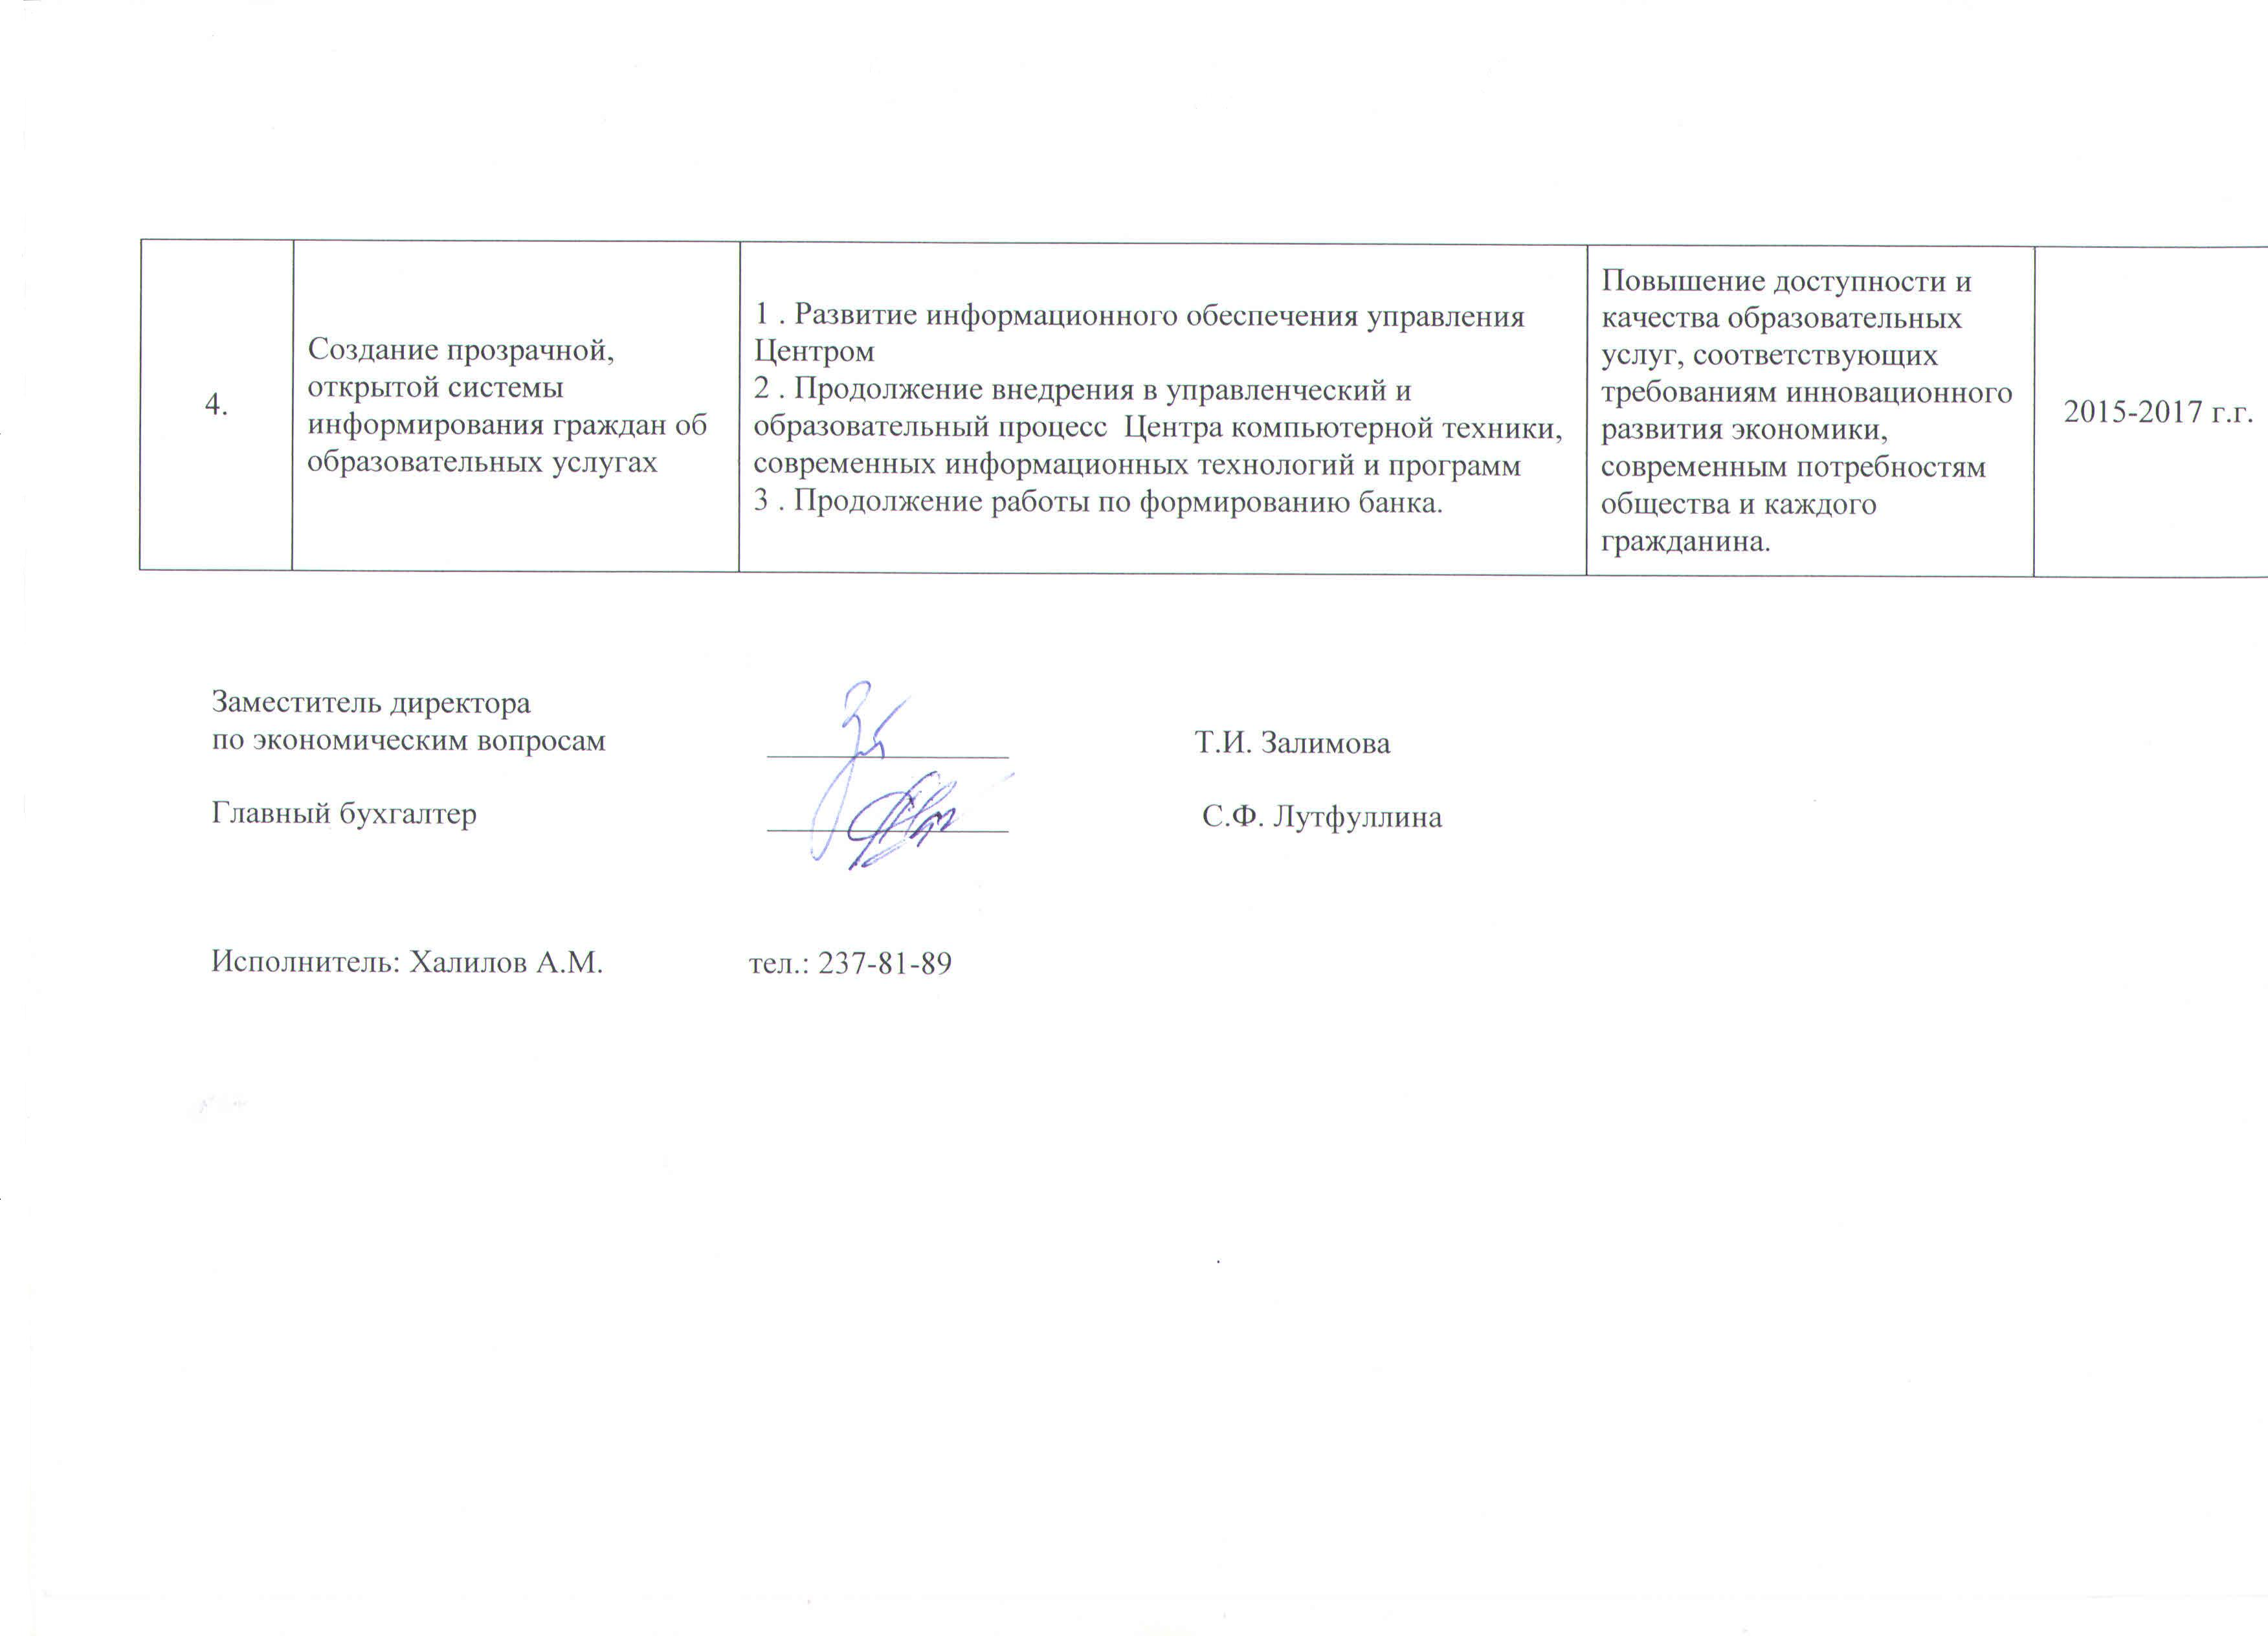 4.
Создание прозрачной,
открытой системы
информирования граждан об
образовательных услугах
1 . Развитие информационного обеспечения управления
Центром
2 . Продолжение внедрения в управленческий и
образовательный процесс  Центра компьютерной техники,
современных информационных технологий и программ
3 . Продолжение работы по формированию банка.
Повышение доступности и
качества образовательных
услуг, соответствующих
требованиям инновационного
развития экономики,
современным потребностям
общества и каждого
гражданина.
2015-2017 г.г.
Заместитель директора
по экономическим вопросам
Т.И. Залимова
Главный бухгалтер
С.Ф. Лутфуллина
Исполнитель: Халилов А.М. тел.: 237-81-89